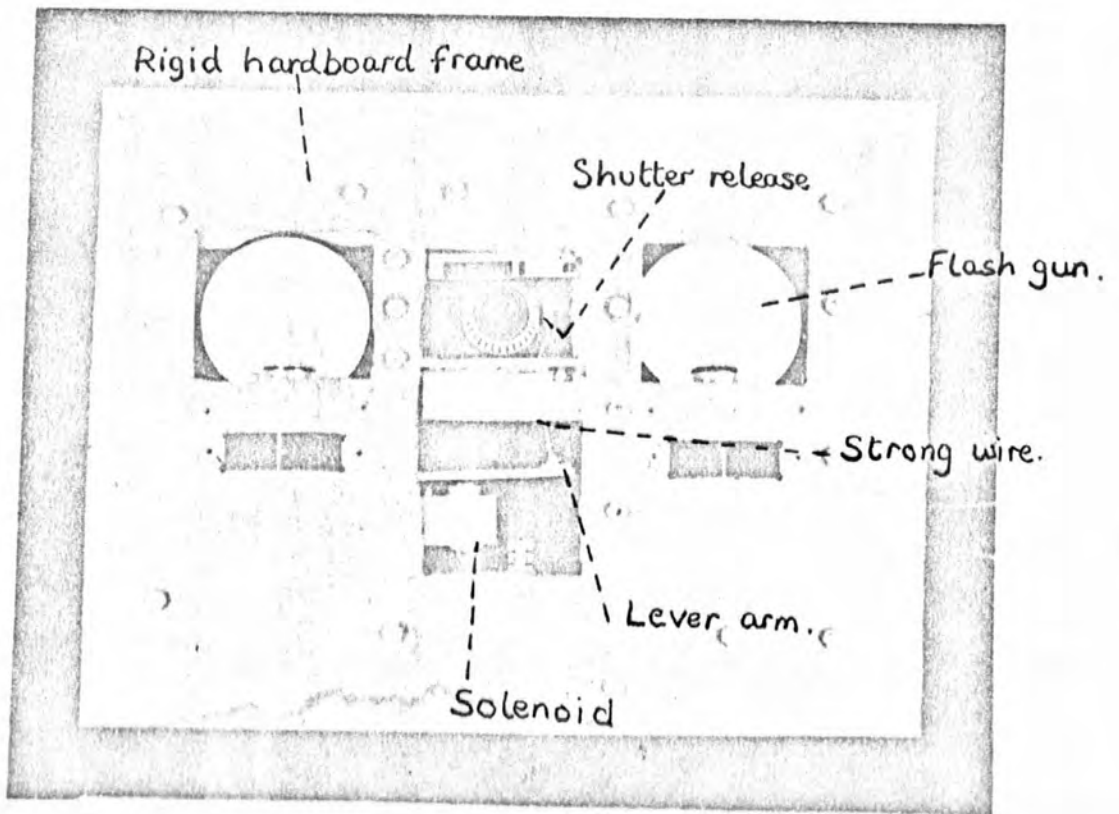 Rigid hardboard frame
Shutter release
Flash gun.
Strong wire.
Lever arm.
Solenoid